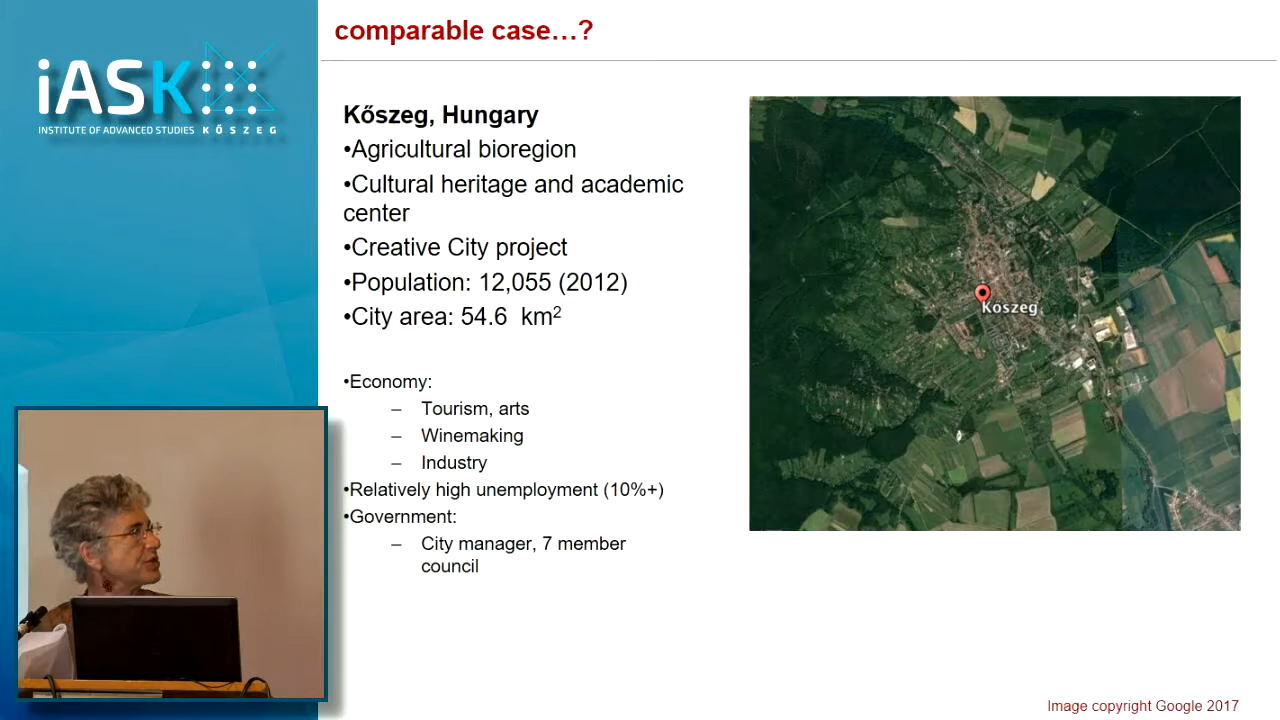 comparable case…?
iASK
INSTITUTE OF ADVANCED STUDIES KŐSZEG
Kőszeg, Hungary
•Agricultural bioregion
•Cultural heritage and academic
center
•Creative City project
•Population: 12,055 (2012)
•City area: 54.6 km²
•Economy:
– Tourism, arts
– Winemaking
– Industry
•Relatively high unemployment (10%+)
•Government:
– City manager, 7 member
council
Kőszeg
Image copyright Google 2017